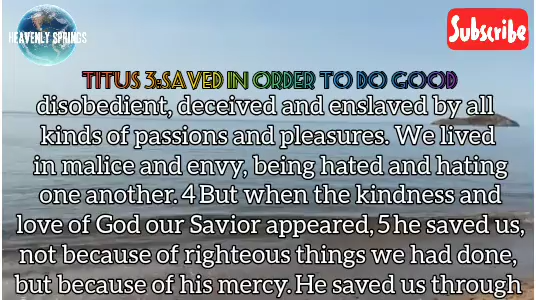 HEAVENLY SPRINGS
Subscribe
TITUS 3:SAVED IN ORDER TO DO GOOD
disobedient, deceived and enslaved by all
kinds of passions and pleasures. We lived
in malice and envy, being hated and hating
one another. 4 But when the kindness and
love of God our Savior appeared, 5 he saved us,
not because of righteous things we had done,
but because of his mercy. He saved us through